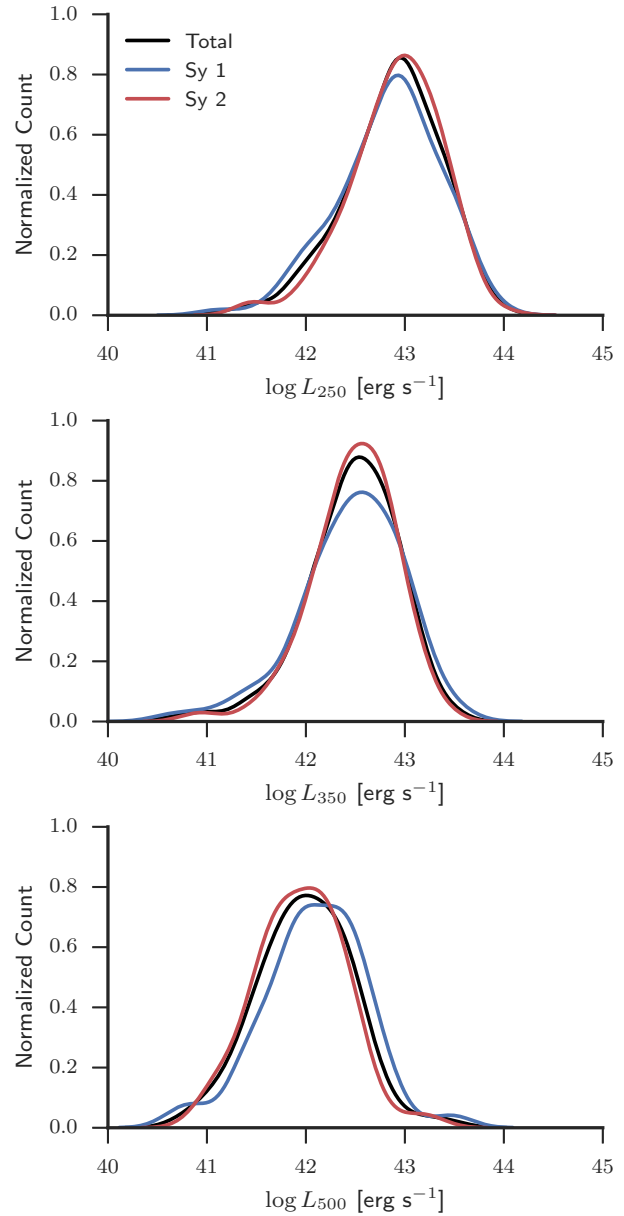 1.0
0.8
0.6
0.4
0.2
0.0
Normalized Count
Total
Sy 1
Sy 2
40 41 42 43 44 45
log L₂₅₀ [erg s⁻¹]
1.0
0.8
0.6
0.4
0.2
0.0
Normalized Count
40 41 42 43 44 45
log L₃₅₀ [erg s⁻¹]
1.0
0.8
0.6
0.4
0.2
0.0
Normalized Count
40 41 42 43 44 45
log L₅₀₀ [erg s⁻¹]